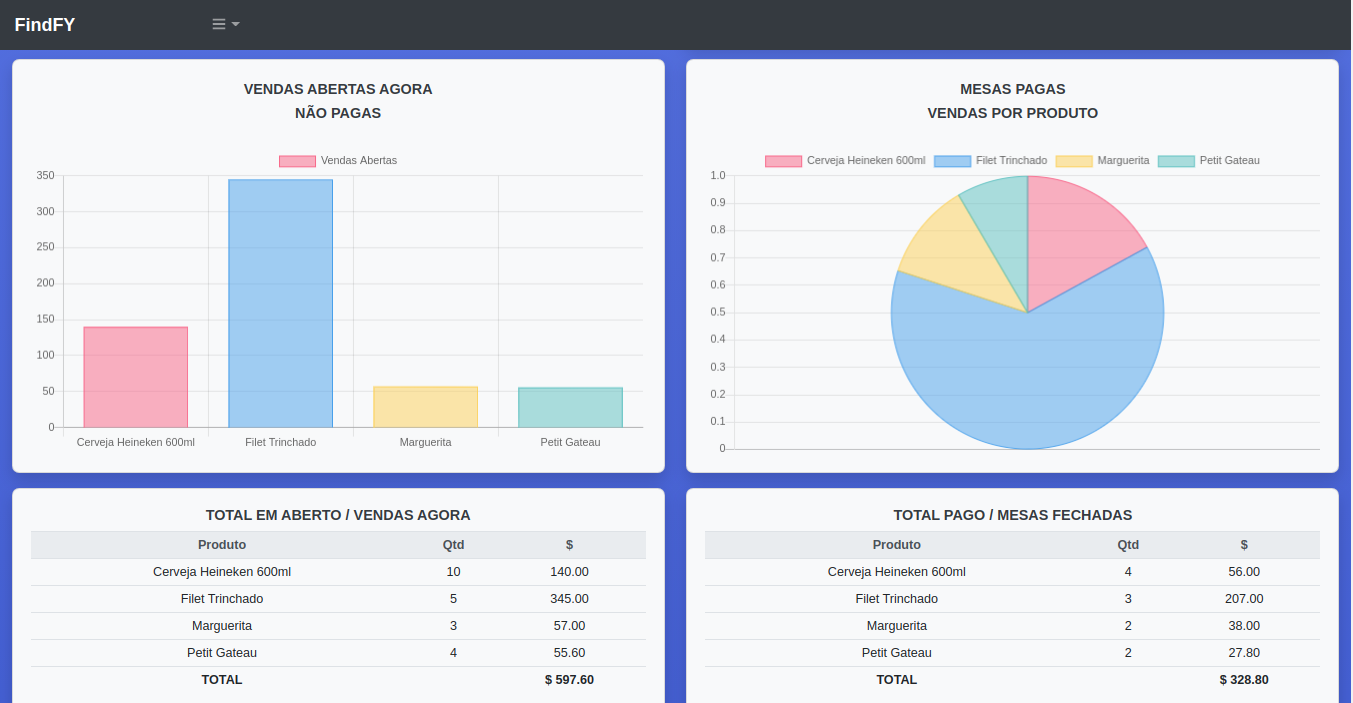 FindFY
VENDAS ABERTAS AGORA
NÃO PAGAS
Vendas Abertas
350
300
250
200
150
100
50
0
Cerveja Heineken 600ml Filet Trinchado Marguerita Petit Gateau
MESAS PAGAS
VENDAS POR PRODUTO
Cerveja Heineken 600ml Filet Trinchado Marguerita Petit Gateau
1.0
0.9
0.8
0.7
0.6
0.5
0.4
0.3
0.2
0.1
0
TOTAL EM ABERTO / VENDAS AGORA
Produto Qtd $
Cerveja Heineken 600ml 10 140.00
Filet Trinchado 5 345.00
Marguerita 3 57.00
Petit Gateau 4 55.60
TOTAL $ 597.60
TOTAL PAGO / MESAS FECHADAS
Produto Qtd $
Cerveja Heineken 600ml 4 56.00
Filet Trinchado 3 207.00
Marguerita 2 38.00
Petit Gateau 2 27.80
TOTAL $ 328.80